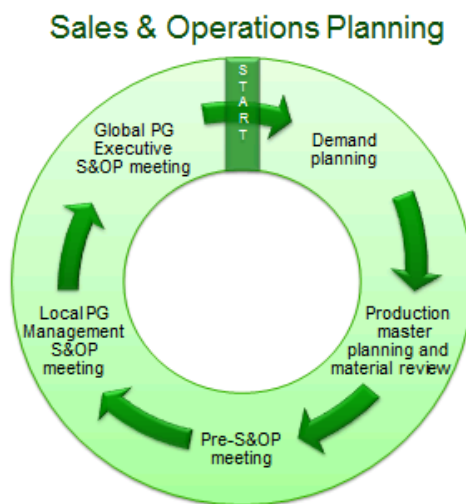 Sales & Operations Planning
START
Demand
planning
Production
master
planning and
material review
Pre-S&OP
meeting
Local PG
Management
S&OP
meeting
Global PG
Executive
S&OP meeting